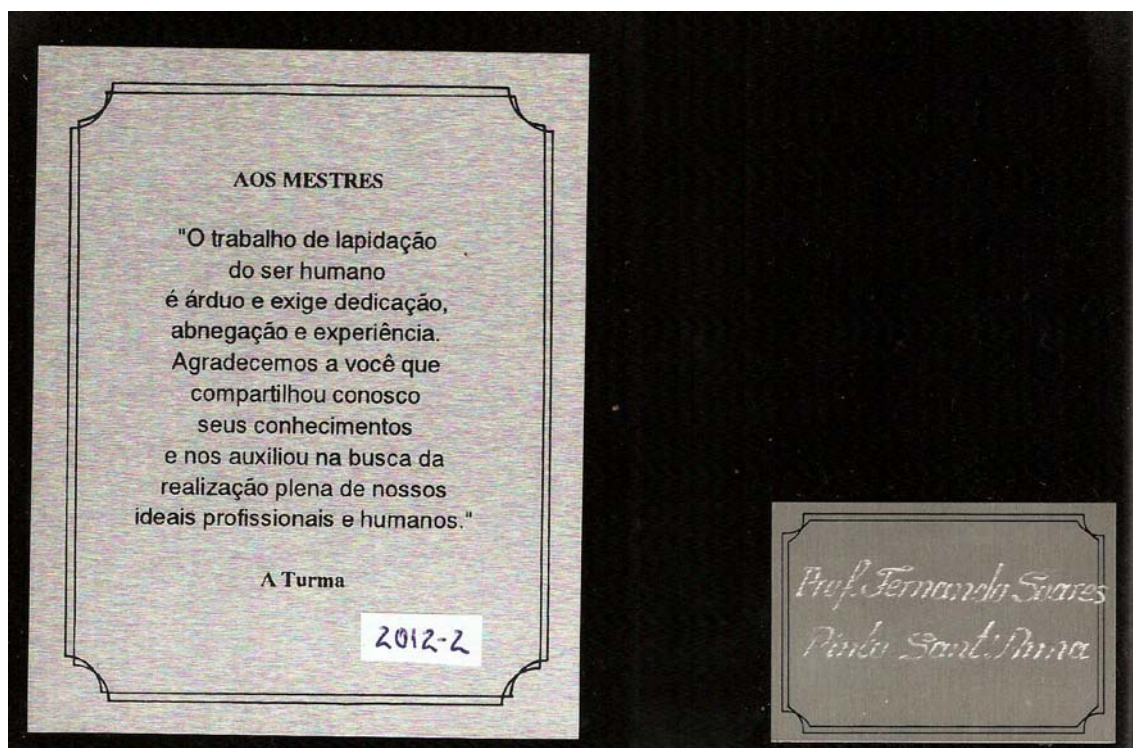 AOS MESTRES
"O trabalho de lapidação
do ser humano
é árduo e exige dedicação,
abnegação e experiência.
Agradecemos a você que
compartilhou conosco
seus conhecimentos
e nos auxiliou na busca da
realização plena de nossos
ideais profissionais e humanos."
A Turma
2012-2
Prof. Fernando Soares
Pinto Sant'Anna